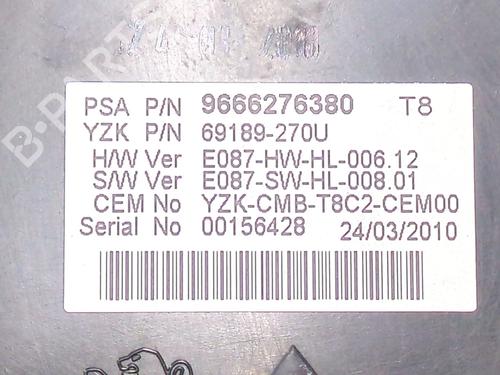 PSA P/N 9666276380 T8
YZK P/N 69189-270U
H/W Ver E087-HW-HL-006.12
S/W Ver E087-SW-HL-008.01
CEM No YZK-CMB-T8C2-CEM00
Serial No 00156428 24/03/2010
B-PARTS